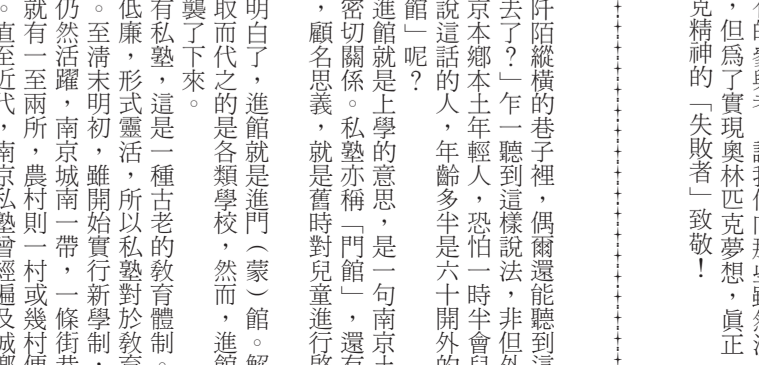 ，但爲了實現奧林匹克夢想，眞正
克精神的「失敗者」致敬！
阡陌縱橫的巷子裡，偶爾還能聽到這
去了？」乍一聽到這樣說法，非但外
京本鄉本土年輕人，恐怕一時半會兒
說這話的人，年齡多半是六十開外的
館」呢？
進館就是上學的意思，是一句南京土
密切關係。私塾亦稱「門館」，還有
，顧名思義，就是舊時對兒童進行啟
明白了，進館就是進門（蒙）館。解
取而代之的是各類學校，然而，進館
襲了下來。
有私塾，這是一種古老的敎育體制。
低廉，形式靈活，所以私塾對於敎育
。至淸末明初，雖開始實行新學制，
仍然活躍，南京城南一帶，一條街巷
就有一至兩所，農村則一村或幾村便
。直至近代，南京私塾曾經遍及城鄉